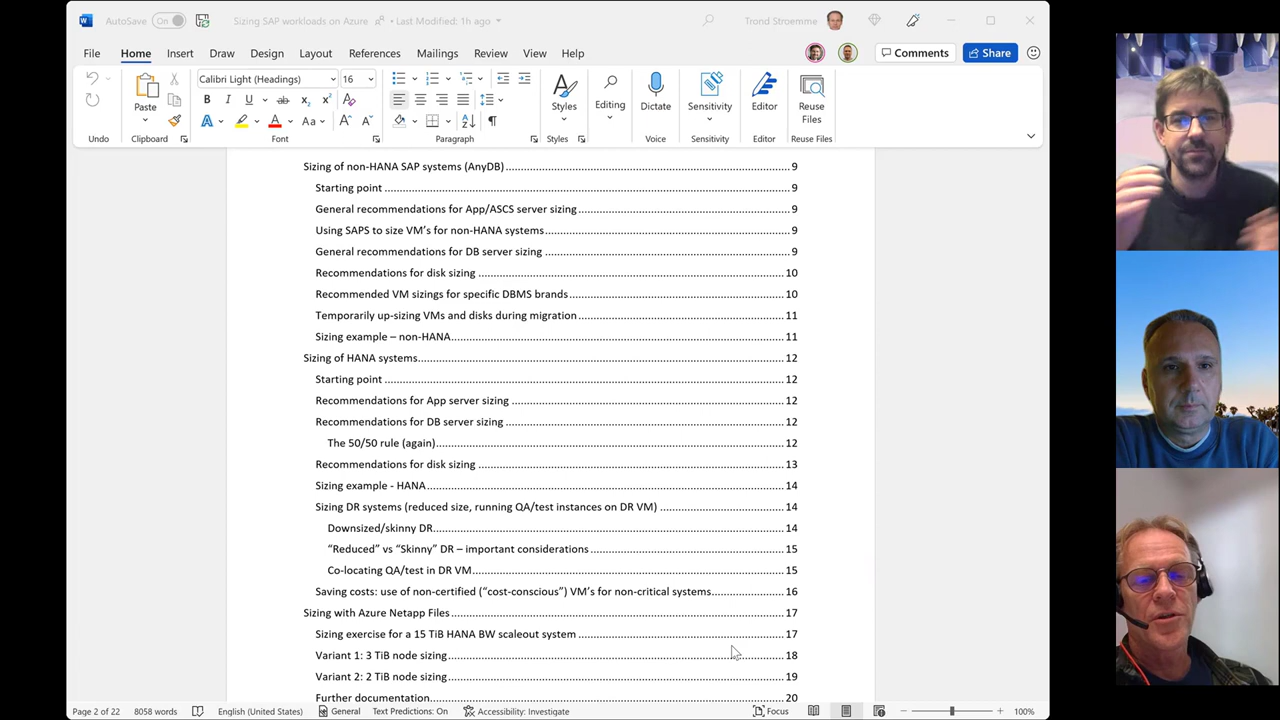 AutoSave On Sizing SAP workloads on Azure • Last Modified: 1h ago Trond Stroemme
File Home Insert Draw Design Layout References Mailings Review View Help Comments Share
Calibri Light (Headings) 16
Paste Styles Editing Dictate Sensitivity Editor Reuse Files
B I U ab x₂ x² A
A A Aa A A
Undo Clipboard Font Paragraph Styles Voice Sensitivity Editor Reuse Files
Sizing of non-HANA SAP systems (AnyDB) 9
Starting point 9
General recommendations for App/ASCS server sizing 9
Using SAPS to size VM's for non-HANA systems 9
General recommendations for DB server sizing 9
Recommendations for disk sizing 10
Recommended VM sizings for specific DBMS brands 10
Temporarily up-sizing VMs and disks during migration 11
Sizing example – non-HANA 11
Sizing of HANA systems 12
Starting point 12
Recommendations for App server sizing 12
Recommendations for DB server sizing 12
The 50/50 rule (again) 12
Recommendations for disk sizing 13
Sizing example - HANA 14
Sizing DR systems (reduced size, running QA/test instances on DR VM) 14
Downsized/skinny DR 14
“Reduced” vs “Skinny” DR – important considerations 15
Co-locating QA/test in DR VM 15
Saving costs: use of non-certified (“cost-conscious”) VM's for non-critical systems 16
Sizing with Azure Netapp Files 17
Sizing exercise for a 15 TiB HANA BW scaleout system 17
Variant 1: 3 TiB node sizing 18
Variant 2: 2 TiB node sizing 19
Further documentation 20
Page 2 of 22 8058 words English (United States) General Text Predictions: On Accessibility: Investigate Focus 100%